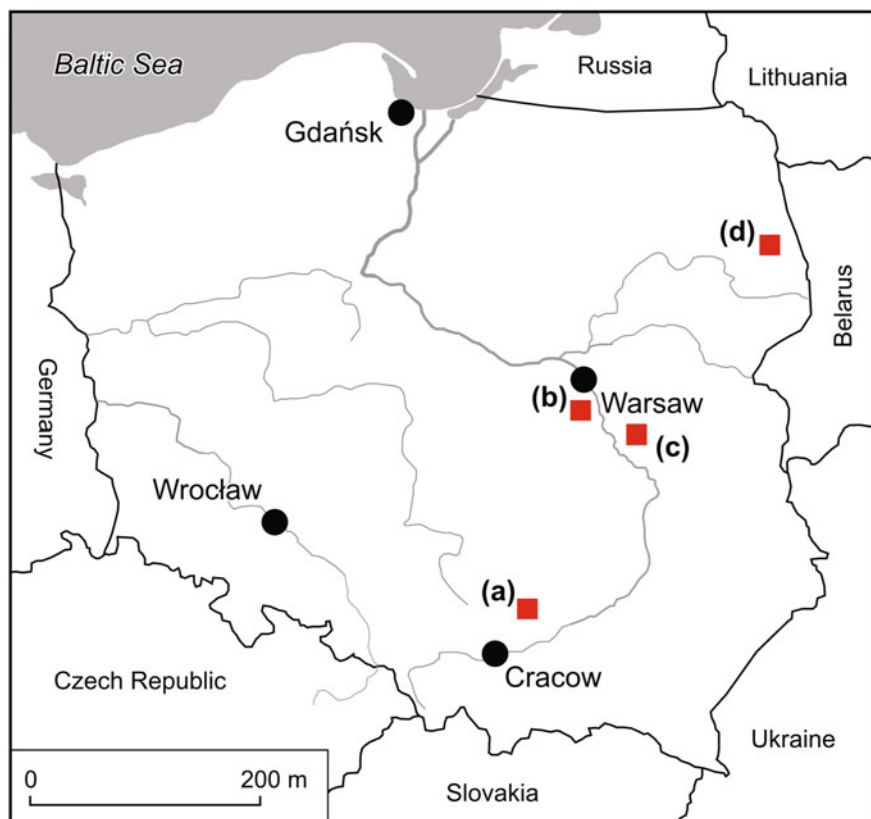 Baltic Sea
Russia
Lithuania
Gdańsk
(d)
Belarus
Germany
(b)
Warsaw
(c)
Wrocław
(a)
Cracow
Czech Republic
Ukraine
0
200 m
Slovakia